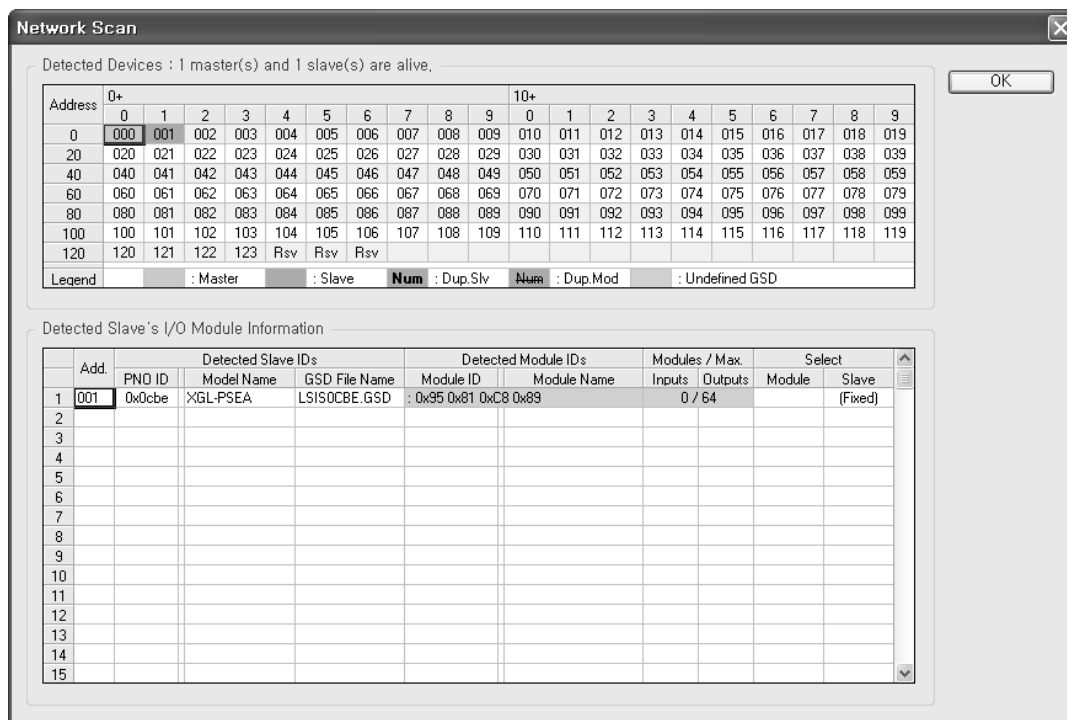 Network Scan
Detected Devices : 1 master(s) and 1 slave(s) are alive,
OK
Address 0+ 10+
0 1 2 3 4 5 6 7 8 9 0 1 2 3 4 5 6 7 8 9
0 000 001 002 003 004 005 006 007 008 009 010 011 012 013 014 015 016 017 018 019
20 020 021 022 023 024 025 026 027 028 029 030 031 032 033 034 035 036 037 038 039
40 040 041 042 043 044 045 046 047 048 049 050 051 052 053 054 055 056 057 058 059
60 060 061 062 063 064 065 066 067 068 069 070 071 072 073 074 075 076 077 078 079
80 080 081 082 083 084 085 086 087 088 089 090 091 092 093 094 095 096 097 098 099
100 100 101 102 103 104 105 106 107 108 109 110 111 112 113 114 115 116 117 118 119
120 120 121 122 123 Rsv Rsv Rsv
Legend : Master : Slave Num : Dup.Slv Num : Dup.Mod : Undefined GSD
Detected Slave's I/O Module Information
Add. Detected Slave IDs Detected Module IDs Modules / Max. Select
PNO ID Model Name GSD File Name Module ID Module Name Inputs Outputs Module Slave
1 001 0x0cbe XGL-PSEA LSIS0CBE.GSD : 0x95 0x81 0xC8 0x89 0 / 64 (Fixed)
2
3
4
5
6
7
8
9
10
11
12
13
14
15